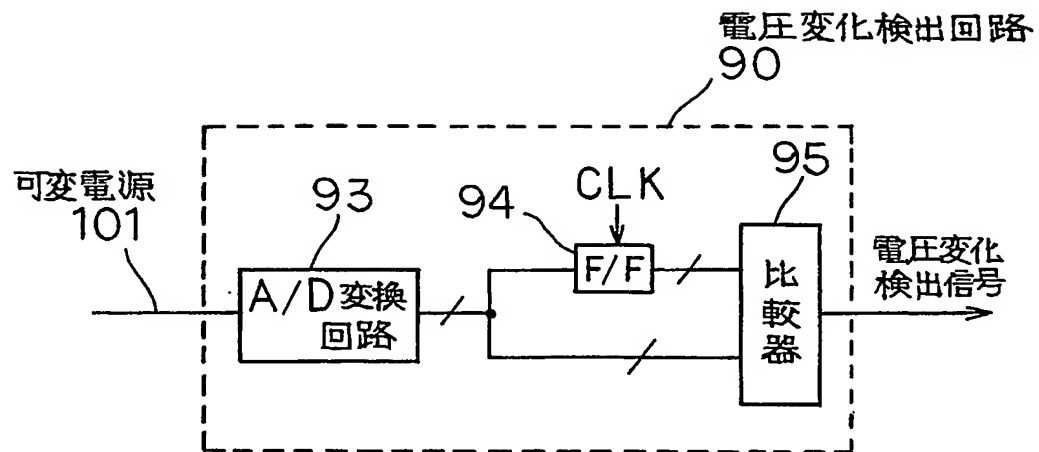 電圧変化検出回路
90
可変電源
101
93
94
CLK
95
A/D変換
回路
F/F
比較器
電圧変化
検出信号